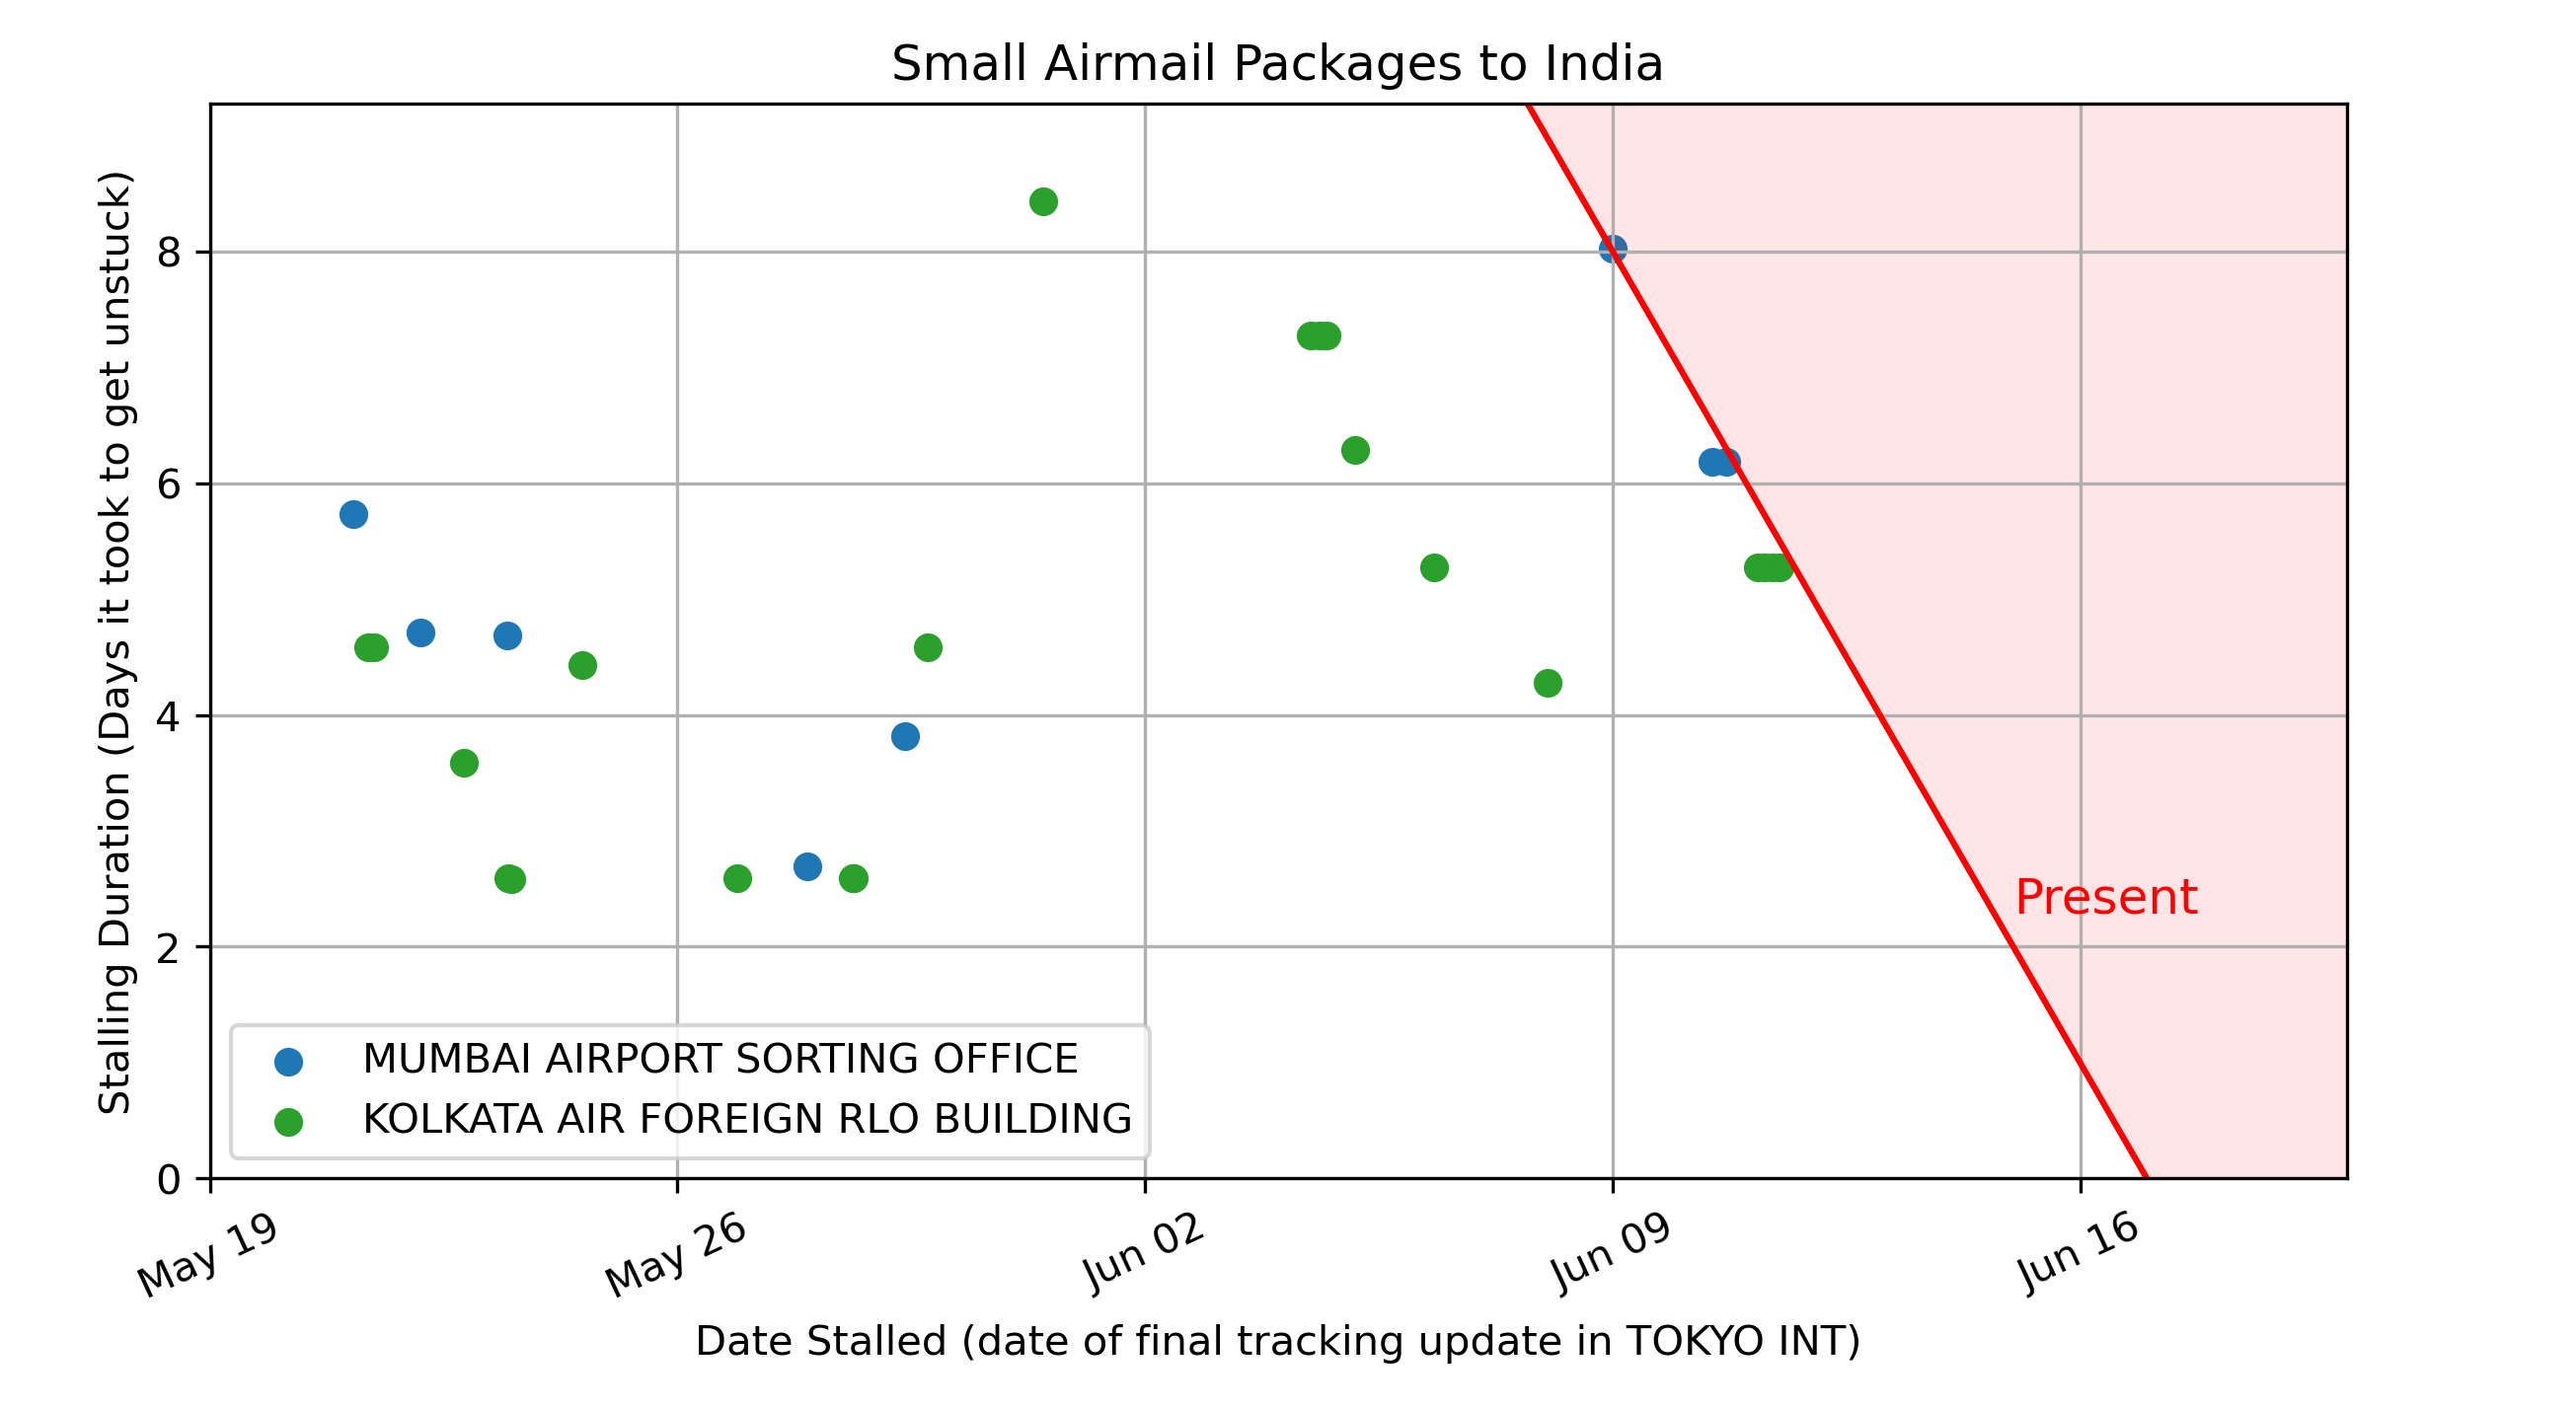 Small Airmail Packages to India
Stalling Duration (Days it took to get unstuck)
8
6
4
2
0
Present
MUMBAI AIRPORT SORTING OFFICE
KOLKATA AIR FOREIGN RLO BUILDING
May 19
May 26
Jun 02
Jun 09
Jun 16
Date Stalled (date of final tracking update in TOKYO INT)